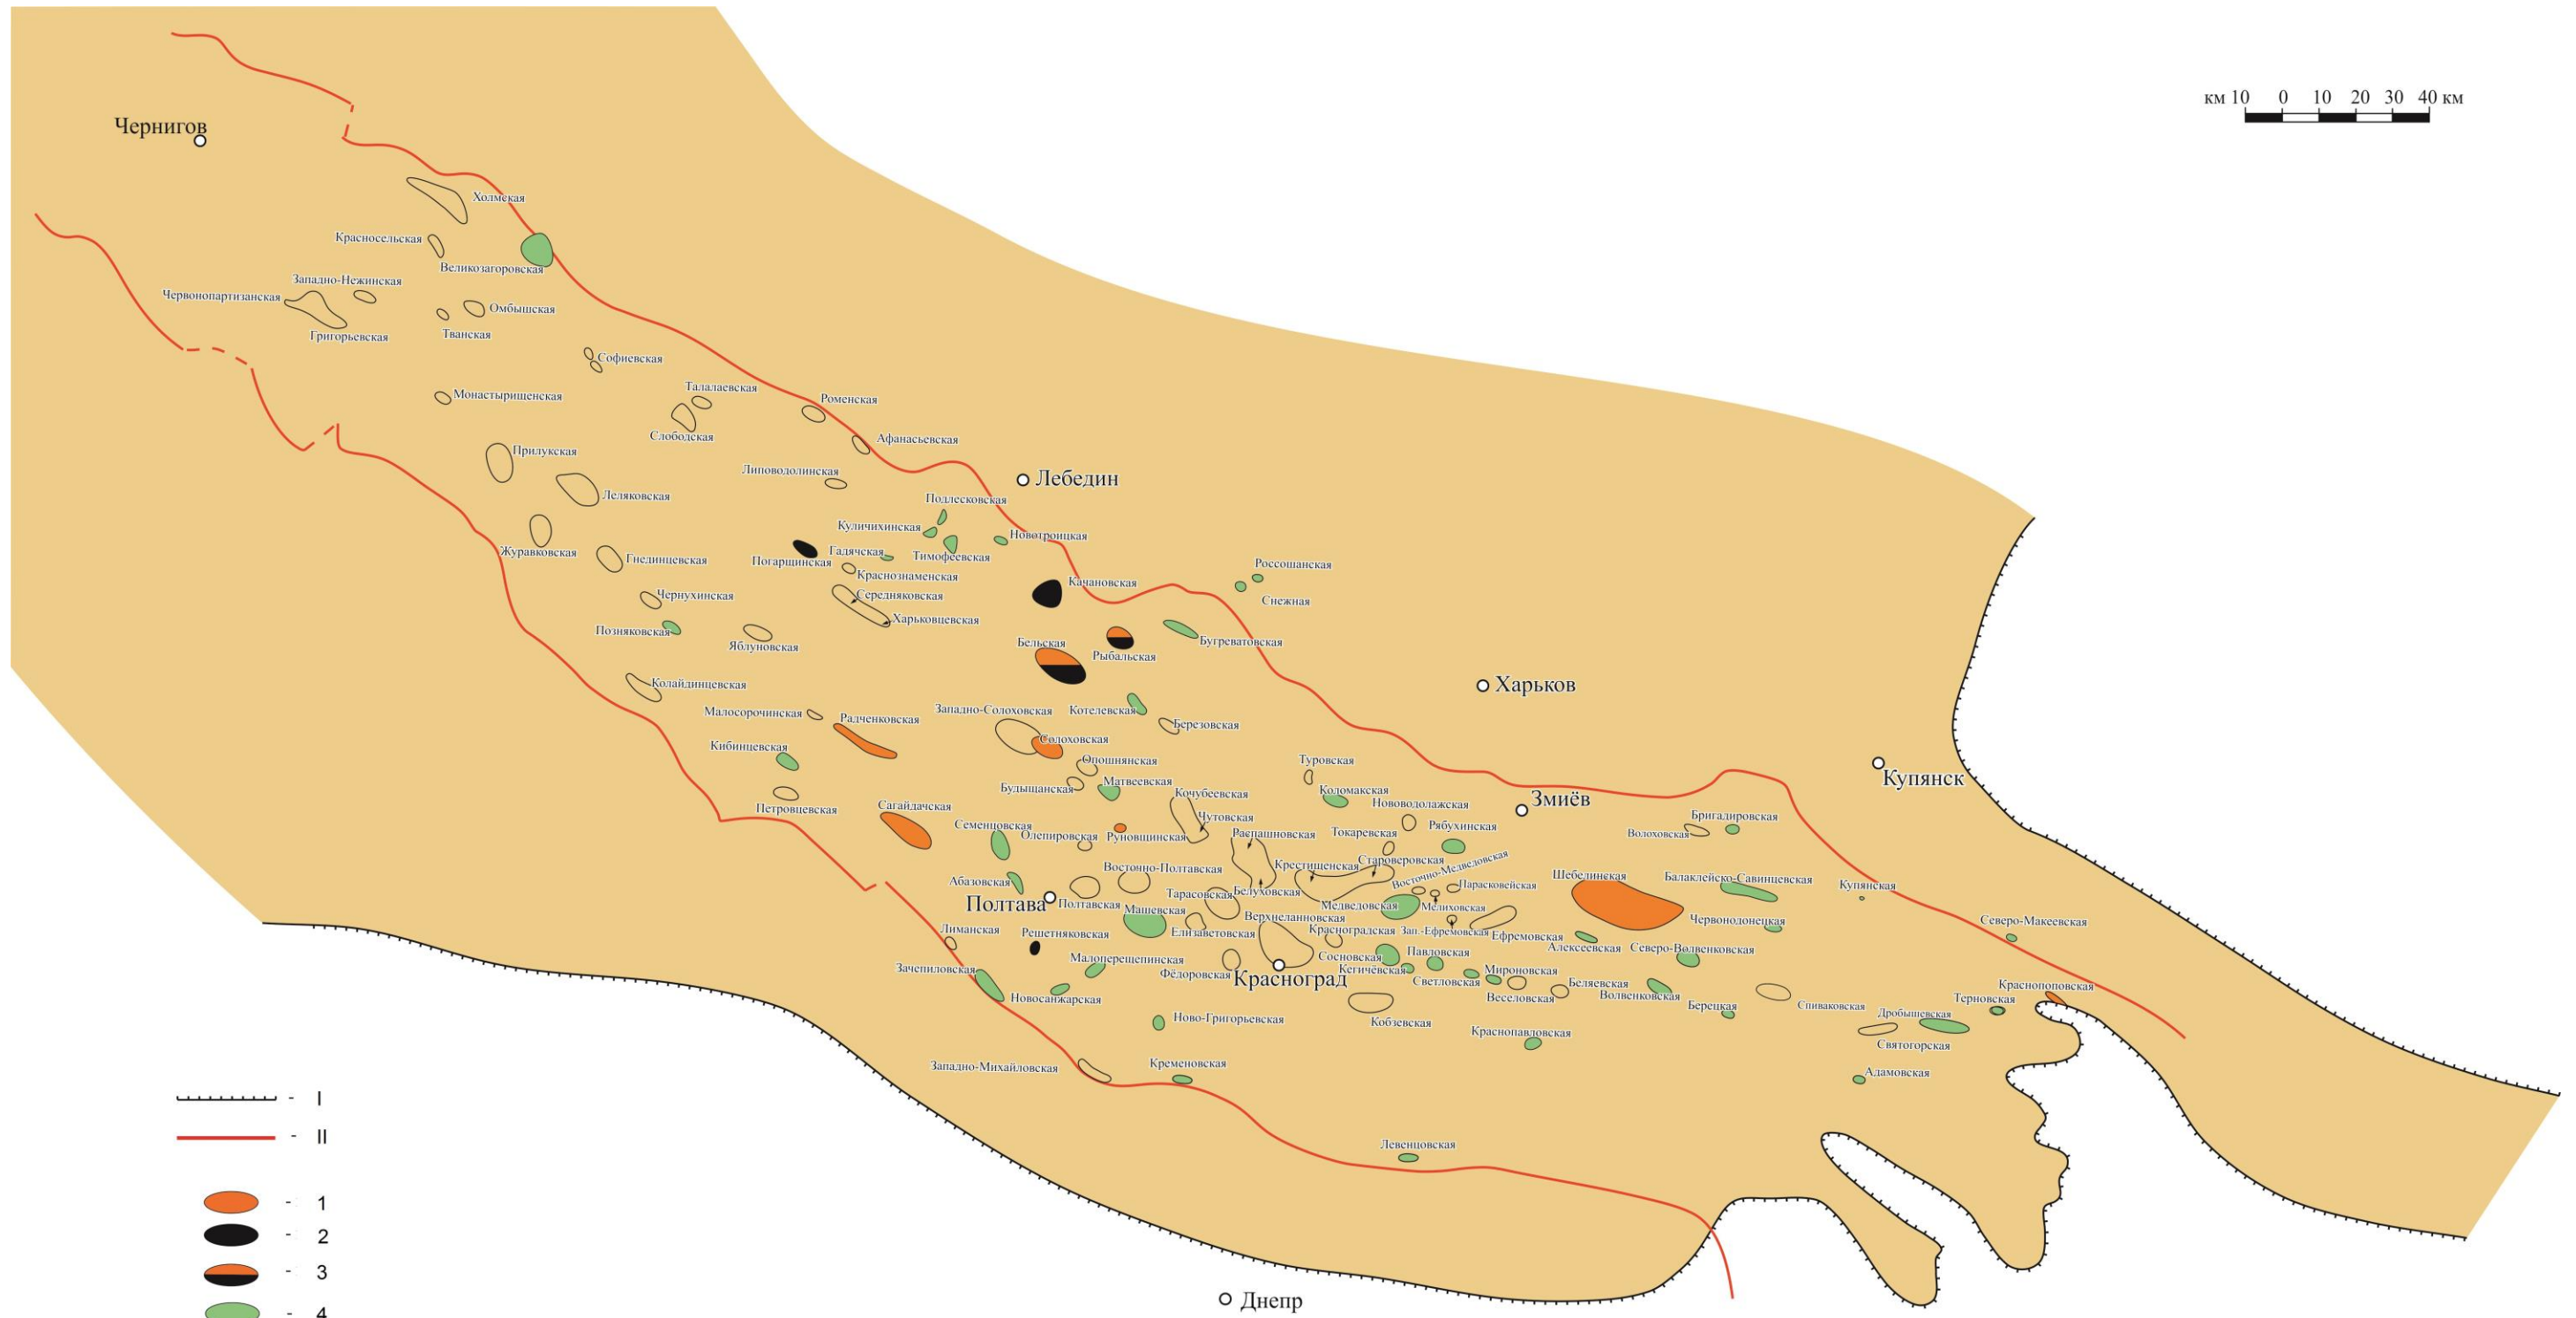 км 10 0 10 20 30 40 км
Чернигов
Холмская
Красносельская
Великозагоровская
Западно-Нежинская
Червонопартизанская
Омбышская
Тванская
Григорьевская
Софиевская
Талалаевская
Монастырищенская
Роменская
Слободская
Афанасьевская
Прилукская
Липоводолинская
Лебедин
Леляковская
Подлесковская
Куличихинская
Новотроицкая
Журавковская
Гадячская
Тимофеевская
Гнединцевская
Погарщинская
Россошанская
Краснознаменская
Качановская
Чернухинская
Середняковская
Снежная
Харьковцевская
Позняковская
Яблуновская
Бельская
Рыбальская
Бугреватовская
Колайдинцевская
Харьков
Малосорочинская
Радченковская
Западно-Солоховская
Котелевская
Березовская
Кибинцевская
Солоховская
Опошнянская
Туровская
Купянск
Будыщанская
Матвеевская
Кочубеевская
Коломакская
Змиёв
Петровцевская
Сагайдачская
Нововодолажская
Чутовская
Бригадировская
Семенцовская
Олепировская
Руновщинская
Распашновская
Токаревская
Рябухинская
Волоховская
Крестищенская
Староверовская
Восточно-Медведовская
Восточно-Полтавская
Абазовская
Тарасовская
Белуховская
Парасковейская
Шебелинская
Балаклейско-Савинцевская
Купянская
Полтава
Полтавская
Машевская
Медведовская
Мелиховская
Верхнеланновская
Червонодонецкая
Северо-Макеевская
Лиманская
Решетняковская
Елизаветовская
Красноградская
Зап.-Ефремовская
Ефремовская
Алексеевская
Северо-Волвенковская
Зачепиловская
Малоперещепинская
Фёдоровская
Сосновская
Павловская
Кегичёвская
Мироновская
Красноград
Светловская
Беляевская
Новосанжарская
Веселовская
Волвенковская
Берецкая
Спиваковская
Краснопоповская
Терновская
Дробышевская
Ново-Григорьевская
Кобзевская
Краснопавловская
Святогорская
Западно-Михайловская
Кременовская
Адамовская
Левенцовская
Днепр
- I
- II
- 1
- 2
- 3
- 4